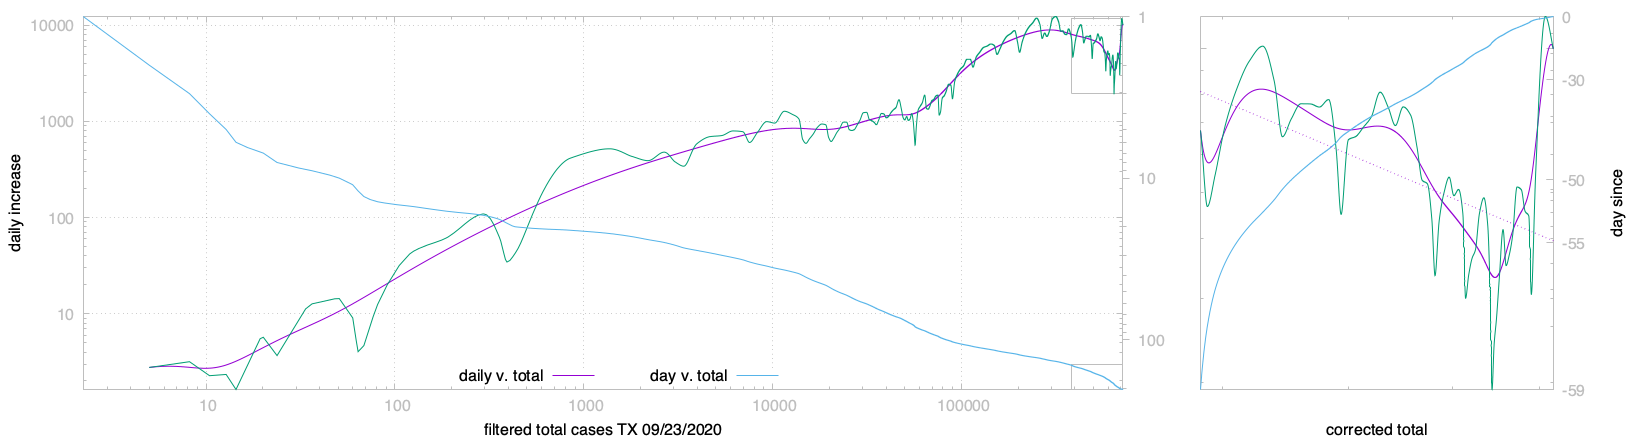 10000
1000
100
10
daily increase
10
100
1000
10000
100000
filtered total cases TX 09/23/2020
daily v. total
day v. total
1
10
100
0
-30
-50
-55
-59
day since
corrected total